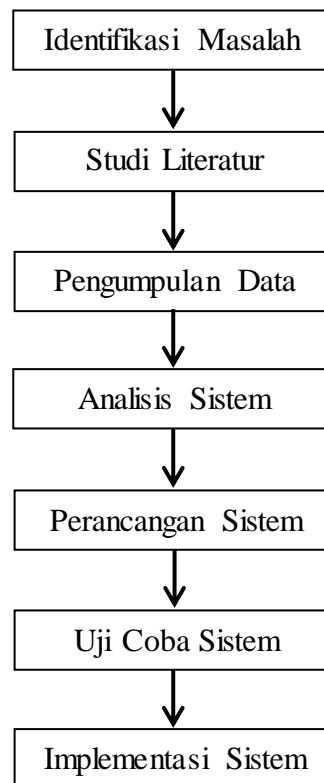 Identifikasi Masalah
Studi Literatur
Pengumpulan Data
Analisis Sistem
Perancangan Sistem
Uji Coba Sistem
Implementasi Sistem